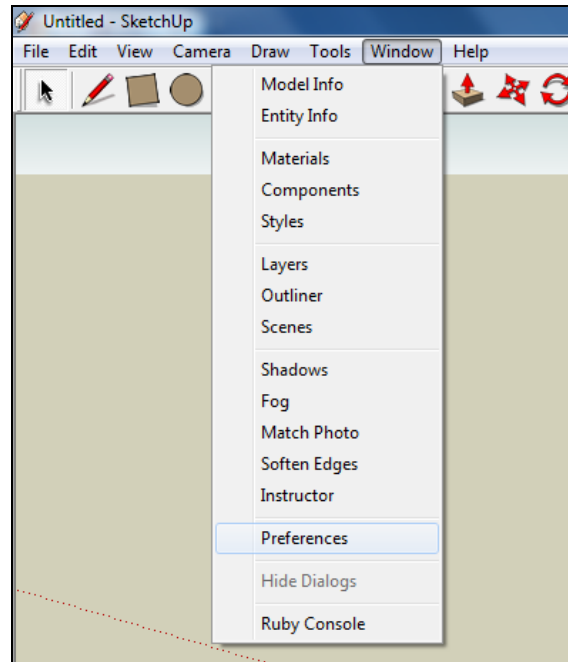 Untitled - SketchUp
File Edit View Camera Draw Tools Window Help
Model Info
Entity Info
Materials
Components
Styles
Layers
Outliner
Scenes
Shadows
Fog
Match Photo
Soften Edges
Instructor
Preferences
Hide Dialogs
Ruby Console